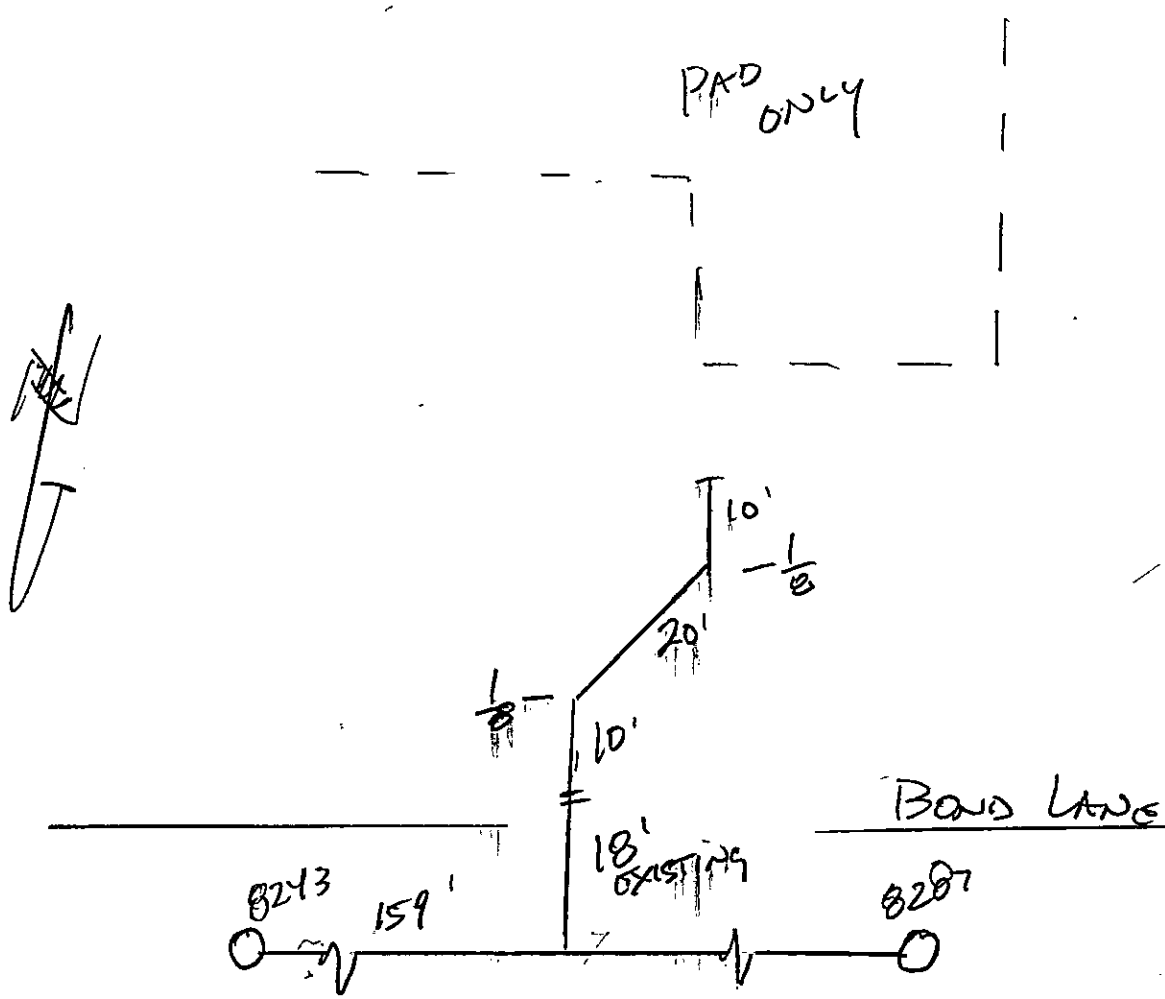 PAD
ONLY
N
10'
- 1/8
20'
1/8 -
10'
BOND LANE
18'
EXISTING
8243
159'
8287